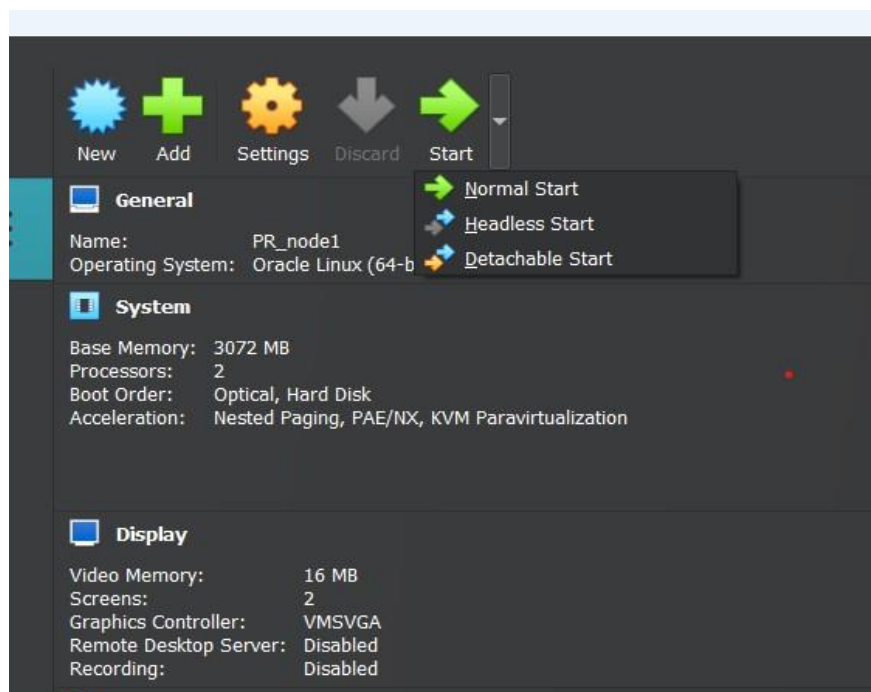 New Add Settings Discard Start
Normal Start
Headless Start
Detachable Start
General
Name: PR_node1
Operating System: Oracle Linux (64-b
System
Base Memory: 3072 MB
Processors: 2
Boot Order: Optical, Hard Disk
Acceleration: Nested Paging, PAE/NX, KVM Paravirtualization
Display
Video Memory: 16 MB
Screens: 2
Graphics Controller: VMSVGA
Remote Desktop Server: Disabled
Recording: Disabled